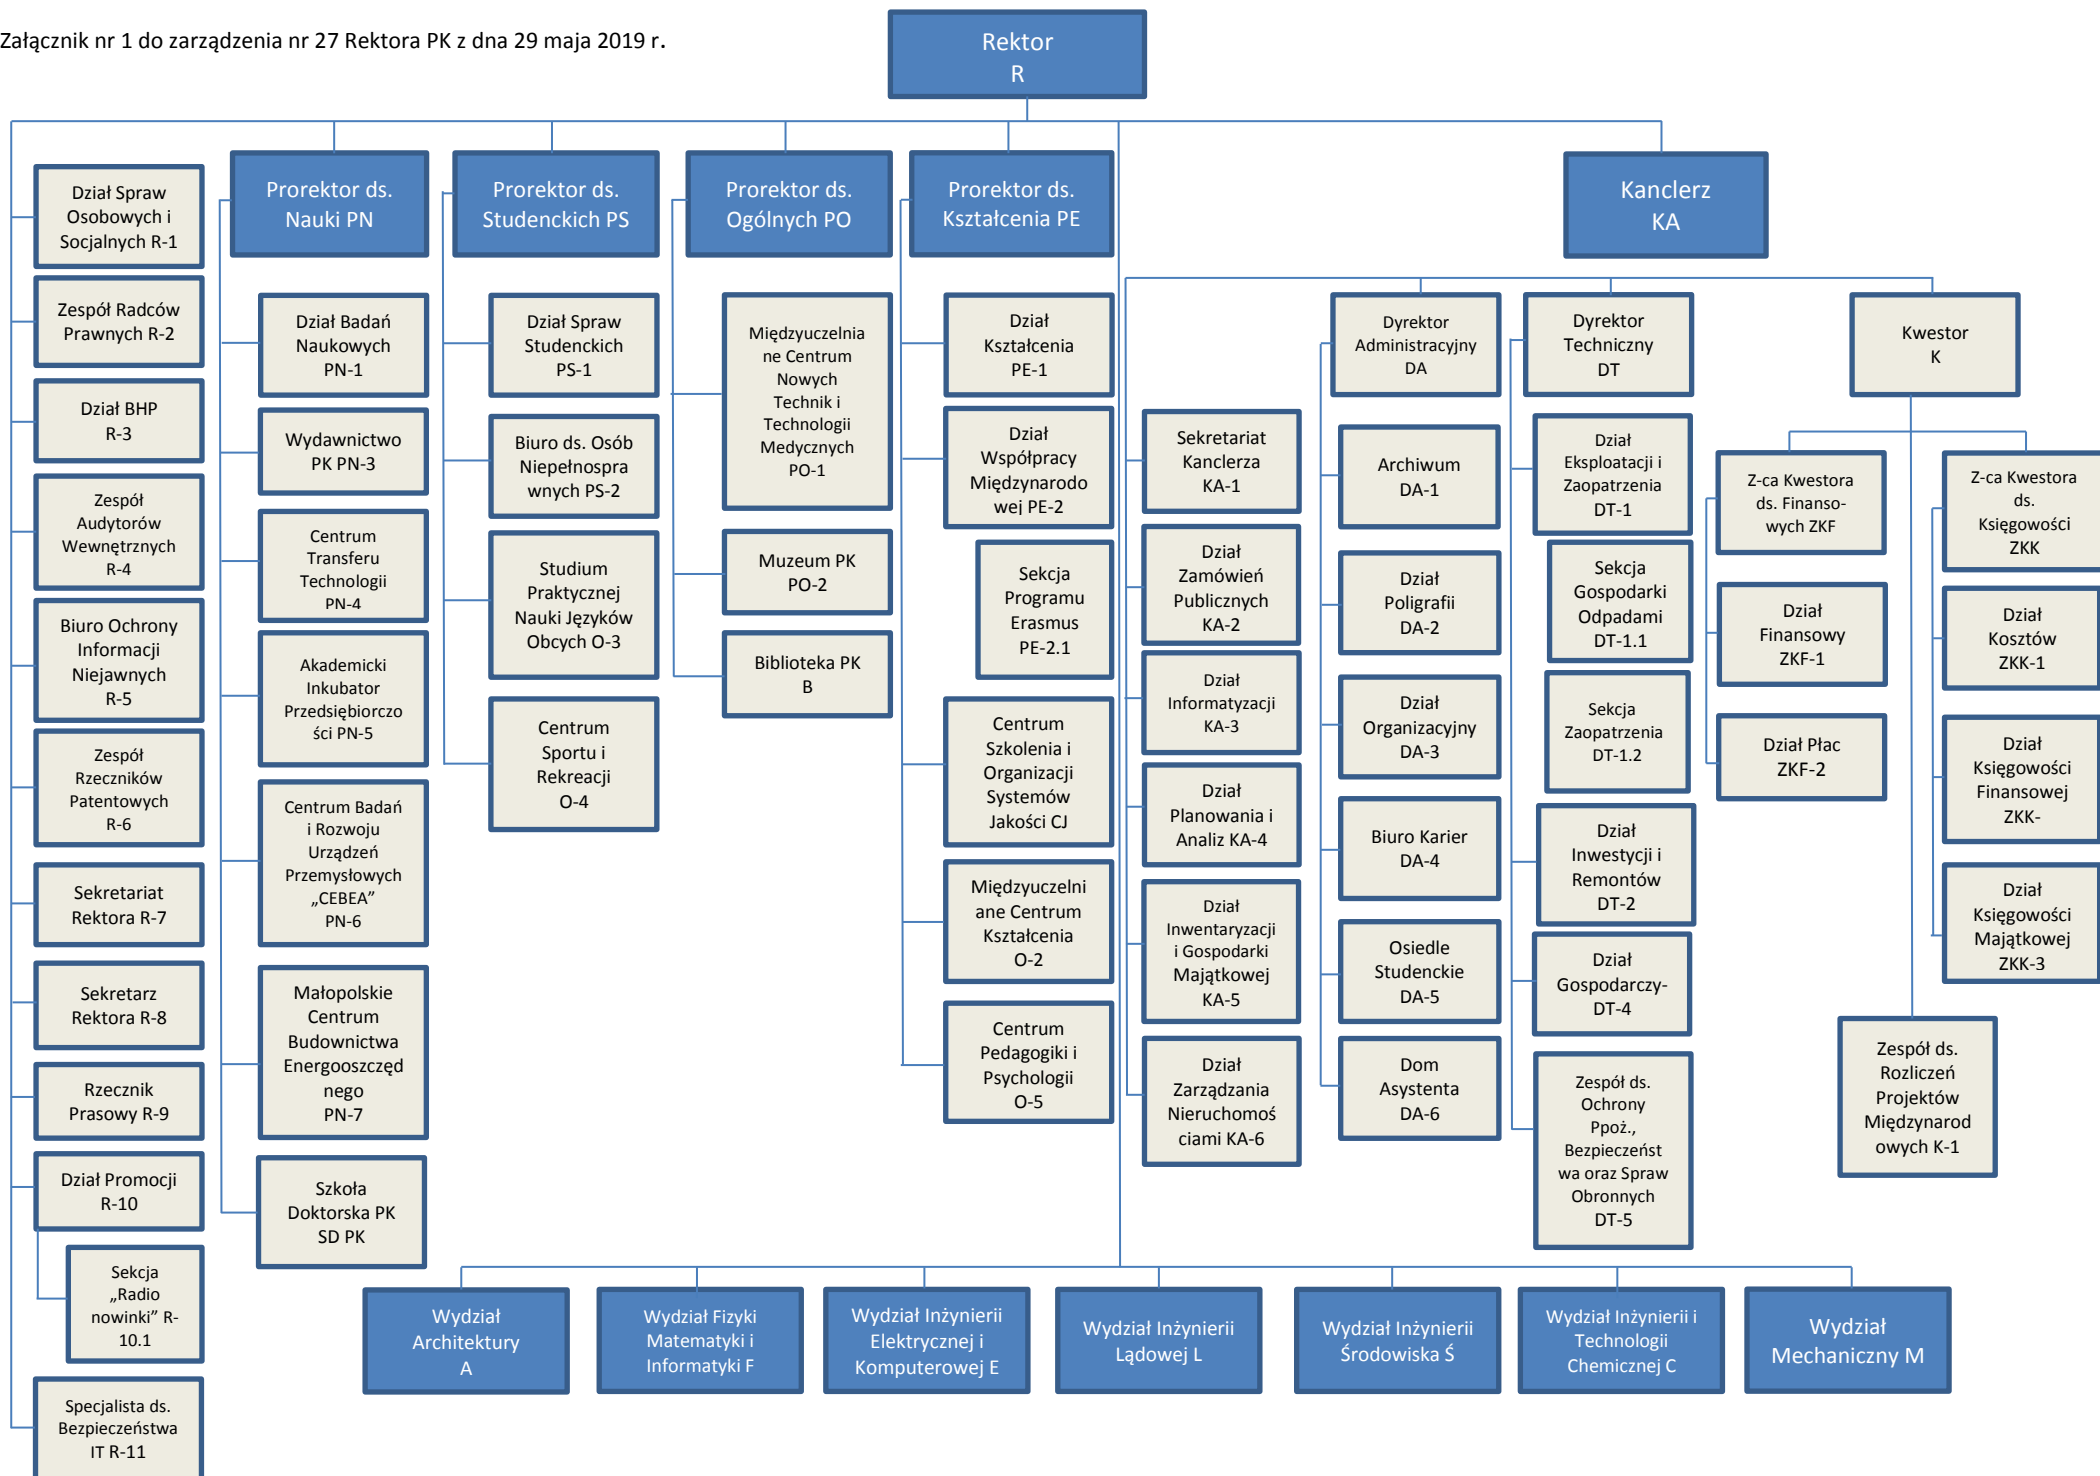 Załącznik nr 1 do zarządzenia nr 27 Rektora PK z dna 29 maja 2019 r.
Rektor
R
Dział Spraw
Osobowych i
Socjalnych R-1
Zespół Radców
Prawnych R-2
Dział BHP
R-3
Zespół
Audytorów
Wewnętrznych
R-4
Biuro Ochrony
Informacji
Niejawnych
R-5
Zespół
Rzeczników
Patentowych
R-6
Sekretariat
Rektora R-7
Sekretarz
Rektora R-8
Rzecznik
Prasowy R-9
Dział Promocji
R-10
Sekcja
„Radio
nowinki” R-
10.1
Specjalista ds.
Bezpieczeństwa
IT R-11
Prorektor ds.
Nauki PN
Dział Badań
Naukowych
PN-1
Wydawnictwo
PK PN-3
Centrum
Transferu
Technologii
PN-4
Akademicki
Inkubator
Przedsiębiorczo
ści PN-5
Centrum Badań
i Rozwoju
Urządzeń
Przemysłowych
„CEBEA”
PN-6
Małopolskie
Centrum
Budownictwa
Energooszczęd
nego
PN-7
Szkoła
Doktorska PK
SD PK
Prorektor ds.
Studenckich PS
Dział Spraw
Studenckich
PS-1
Biuro ds. Osób
Niepełnospra
wnych PS-2
Studium
Praktycznej
Nauki Języków
Obcych O-3
Centrum
Sportu i
Rekreacji
O-4
Prorektor ds.
Ogólnych PO
Międzyuczelnia
ne Centrum
Nowych
Technik i
Technologii
Medycznych
PO-1
Muzeum PK
PO-2
Biblioteka PK
B
Prorektor ds.
Kształcenia PE
Dział
Kształcenia
PE-1
Dział
Współpracy
Międzynarodo
wej PE-2
Sekcja
Programu
Erasmus
PE-2.1
Centrum
Szkolenia i
Organizacji
Systemów
Jakości CJ
Międzyuczelni
ane Centrum
Kształcenia
O-2
Centrum
Pedagogiki i
Psychologii
O-5
Kanclerz
KA
Sekretariat
Kanclerza
KA-1
Dział
Zamówień
Publicznych
KA-2
Dział
Informatyzacji
KA-3
Dział
Planowania i
Analiz KA-4
Dział
Inwentaryzacji
i Gospodarki
Majątkowej
KA-5
Dział
Zarządzania
Nieruchomoś
ciami KA-6
Dyrektor
Administracyjny
DA
Archiwum
DA-1
Dział
Poligrafii
DA-2
Dział
Organizacyjny
DA-3
Biuro Karier
DA-4
Osiedle
Studenckie
DA-5
Dom
Asystenta
DA-6
Dyrektor
Techniczny
DT
Dział
Eksploatacji i
Zaopatrzenia
DT-1
Sekcja
Gospodarki
Odpadami
DT-1.1
Sekcja
Zaopatrzenia
DT-1.2
Dział
Inwestycji i
Remontów
DT-2
Dział
Gospodarczy-
DT-4
Zespół ds.
Ochrony
Ppoż.,
Bezpieczeńst
wa oraz Spraw
Obronnych
DT-5
Kwestor
K
Z-ca Kwestora
ds. Finanso-
wych ZKF
Dział
Finansowy
ZKF-1
Dział Płac
ZKF-2
Z-ca Kwestora
ds.
Księgowości
ZKK
Dział
Kosztów
ZKK-1
Dział
Księgowości
Finansowej
ZKK-
Dział
Księgowości
Majątkowej
ZKK-3
Zespół ds.
Rozliczeń
Projektów
Międzynarod
owych K-1
Wydział
Architektury
A
Wydział Fizyki
Matematyki i
Informatyki F
Wydział Inżynierii
Elektrycznej i
Komputerowej E
Wydział Inżynierii
Lądowej L
Wydział Inżynierii
Środowiska Ś
Wydział Inżynierii i
Technologii
Chemicznej C
Wydział
Mechaniczny M